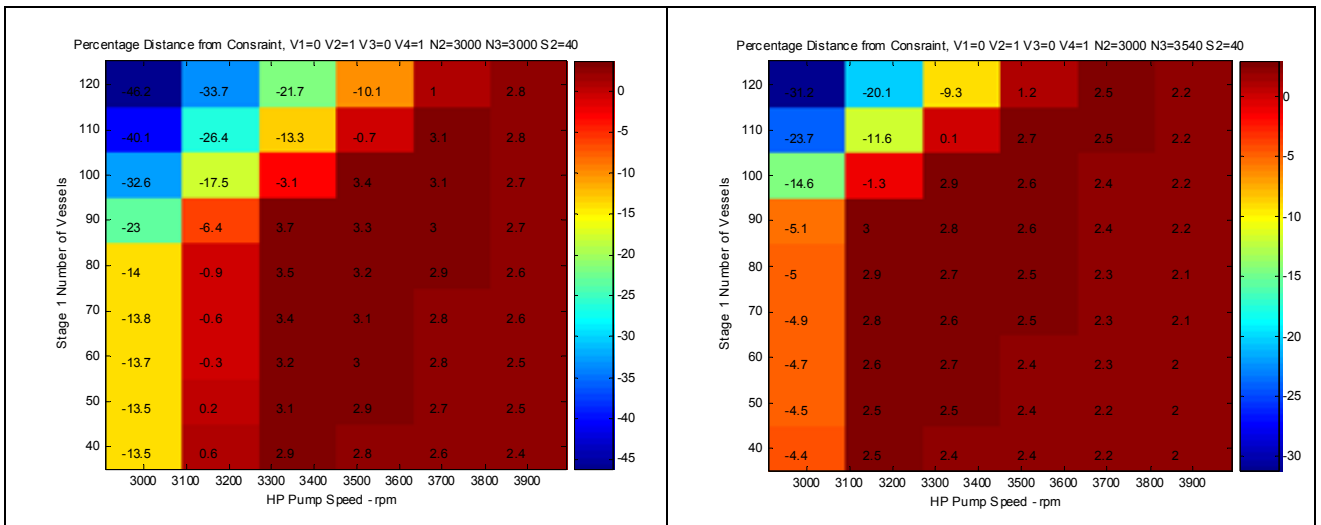 Percentage Distance from Consraint, V1=0 V2=1 V3=0 V4=1 N2=3000 N3=3000 S2=40
Stage 1 Number of Vessels
120 -46.2 -33.7 -21.7 -10.1 1 2.8
110 -40.1 -26.4 -13.3 -0.7 3.1 2.8
100 -32.6 -17.5 -3.1 3.4 3.1 2.7
90 -23 -6.4 3.7 3.3 3 2.7
80 -14 -0.9 3.5 3.2 2.9 2.6
70 -13.8 -0.6 3.4 3.1 2.8 2.6
60 -13.7 -0.3 3.2 3 2.8 2.5
50 -13.5 0.2 3.1 2.9 2.7 2.5
40 -13.5 0.6 2.9 2.8 2.6 2.4
3000 3100 3200 3300 3400 3500 3600 3700 3800 3900
HP Pump Speed - rpm
0
-5
-10
-15
-20
-25
-30
-35
-40
-45
Percentage Distance from Consraint, V1=0 V2=1 V3=0 V4=1 N2=3000 N3=3540 S2=40
Stage 1 Number of Vessels
120 -31.2 -20.1 -9.3 1.2 2.5 2.2
110 -23.7 -11.6 0.1 2.7 2.5 2.2
100 -14.6 -1.3 2.9 2.6 2.4 2.2
90 -5.1 3 2.8 2.6 2.4 2.2
80 -5 2.9 2.7 2.5 2.3 2.1
70 -4.9 2.8 2.6 2.5 2.3 2.1
60 -4.7 2.6 2.7 2.4 2.3 2
50 -4.5 2.5 2.5 2.4 2.2 2
40 -4.4 2.5 2.4 2.4 2.2 2
3000 3100 3200 3300 3400 3500 3600 3700 3800 3900
HP Pump Speed - rpm
0
-5
-10
-15
-20
-25
-30